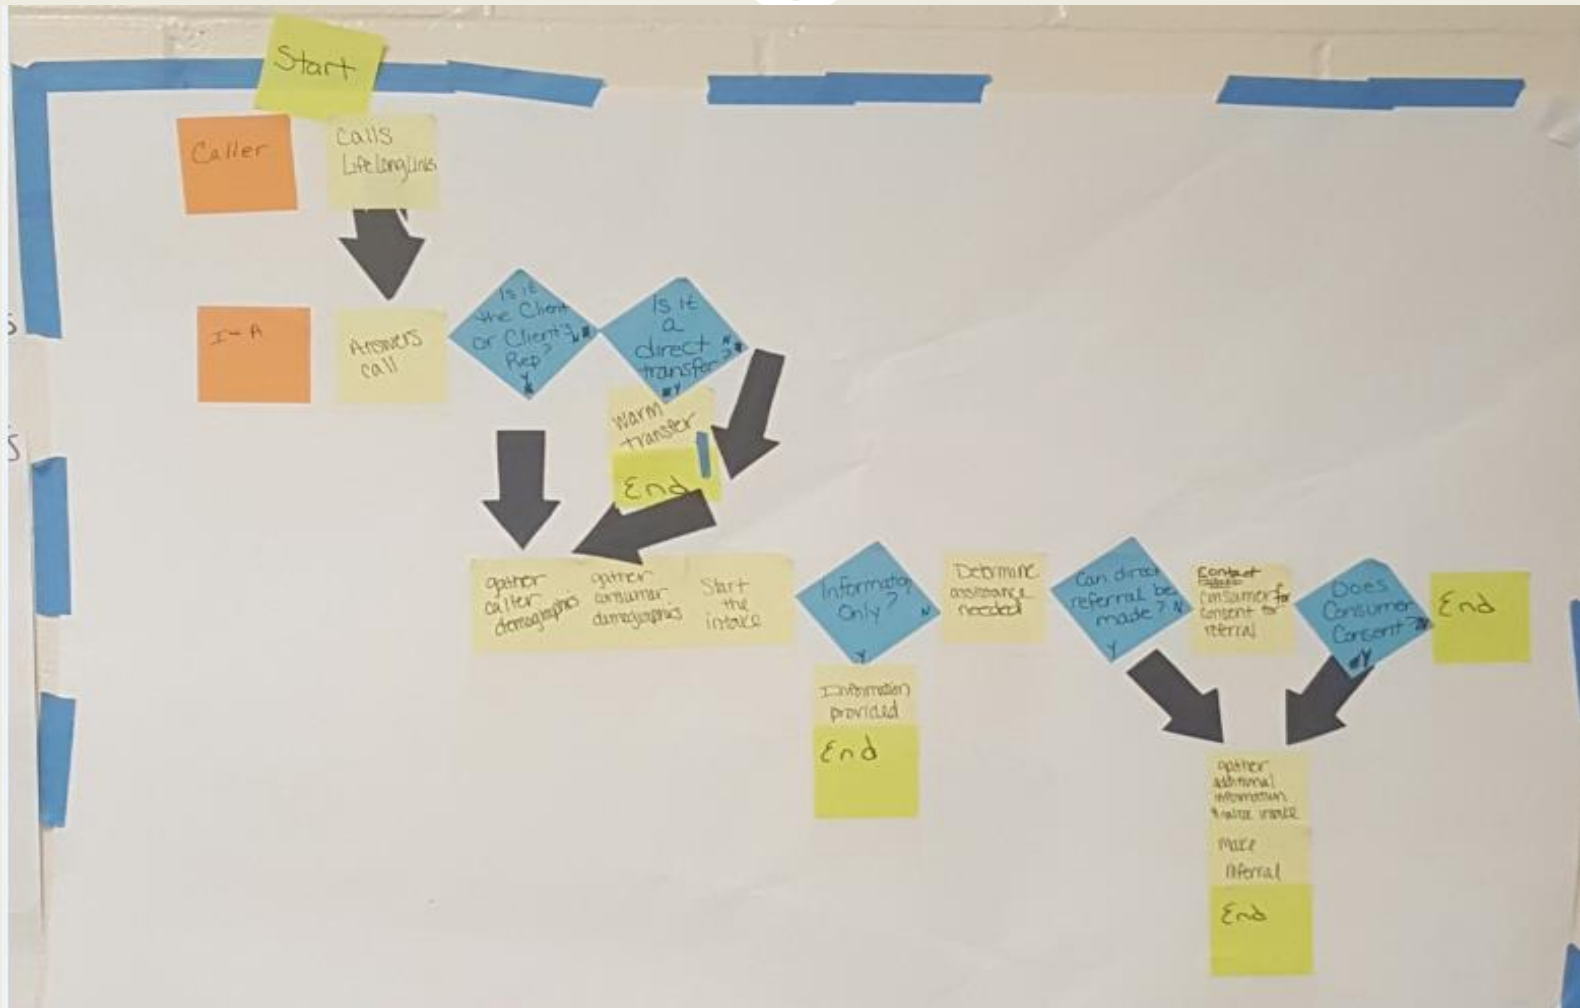 Start
Caller
Calls
LifeLongLinks
I-A
Answers
call
Is it
the Client
or Client's
Rep?
N
Y
Is it
a
direct
transfer?
N
Y
Warm
transfer
End
gather
caller
demographics
gather
consumer
demographics
Start
the
intake
Information
Only?
N
Y
Information
provided
End
Determine
assistance
needed
Can direct
referral be
made?
N
Y
Contact
consumer for
consent for
referral
Does
Consumer
Consent?
N
Y
End
gather
additional
information
intake
make
referral
End